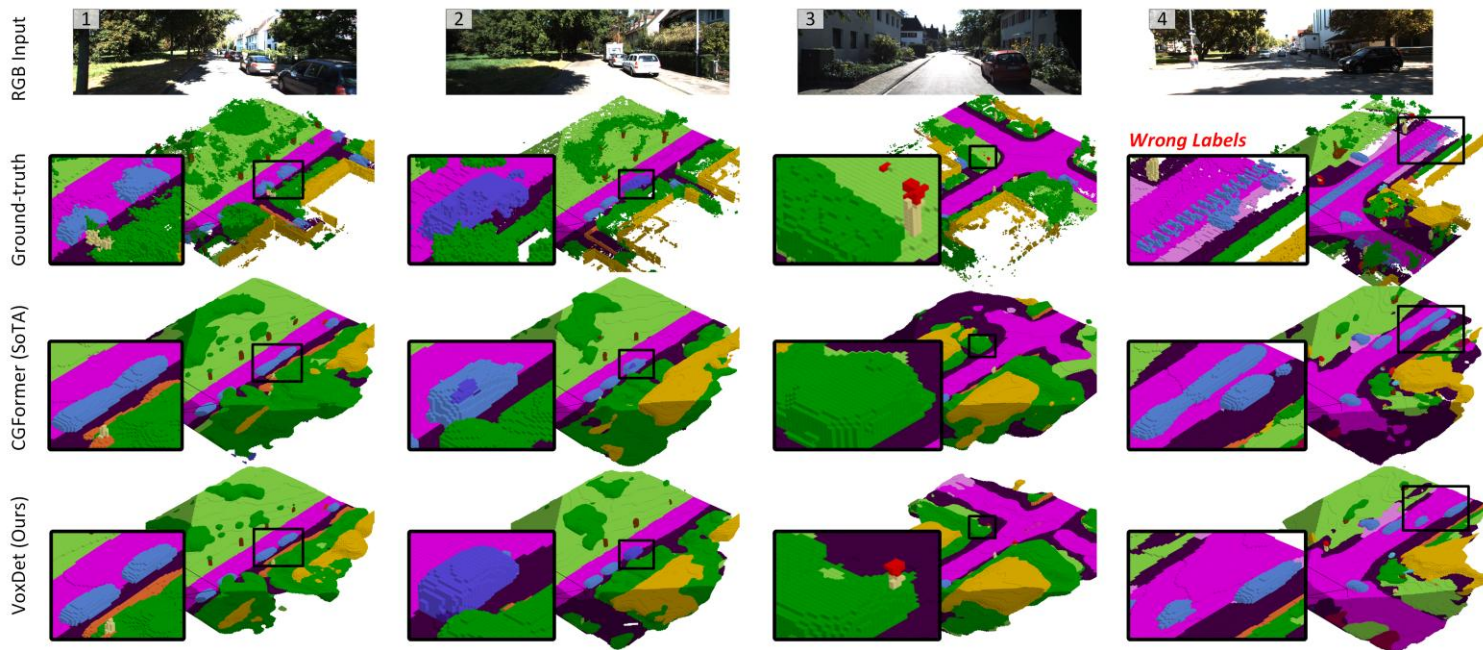 RGB Input
1
2
3
4
Ground-truth
Wrong Labels
CGFormer (SoTA)
VoxDet (Ours)